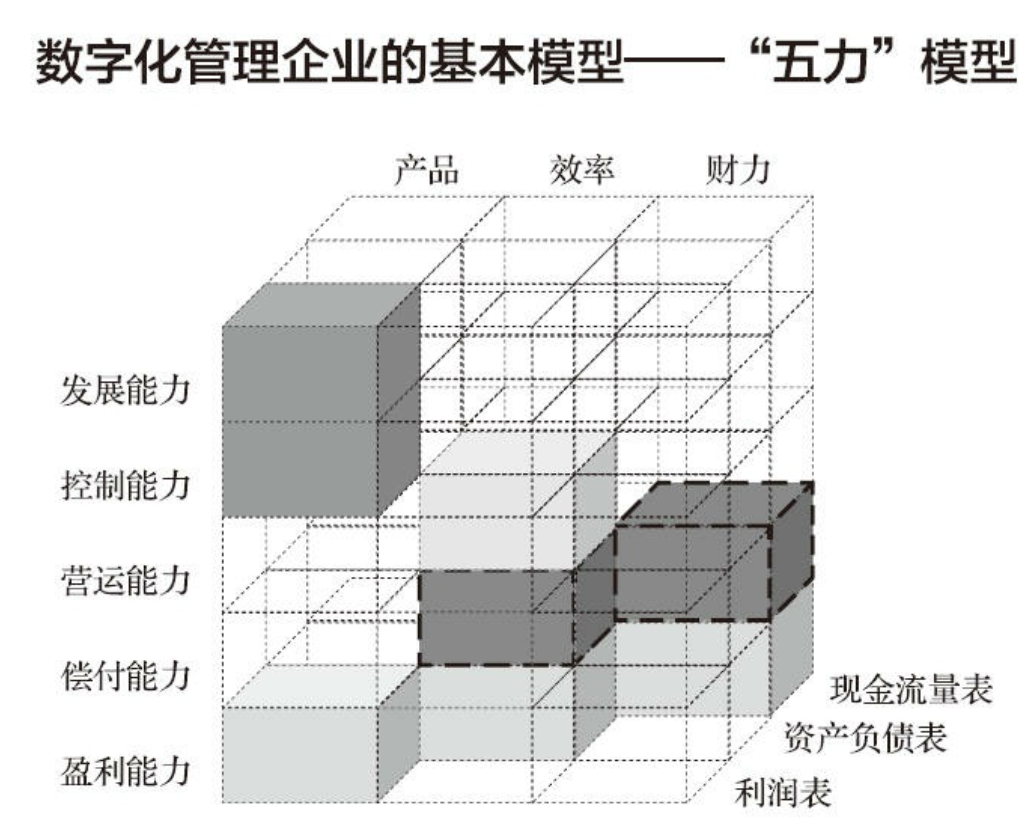 数字化管理企业的基本模型——“五力”模型
产品 效率 财力
发展能力
控制能力
营运能力
偿付能力
盈利能力
现金流量表
资产负债表
利润表